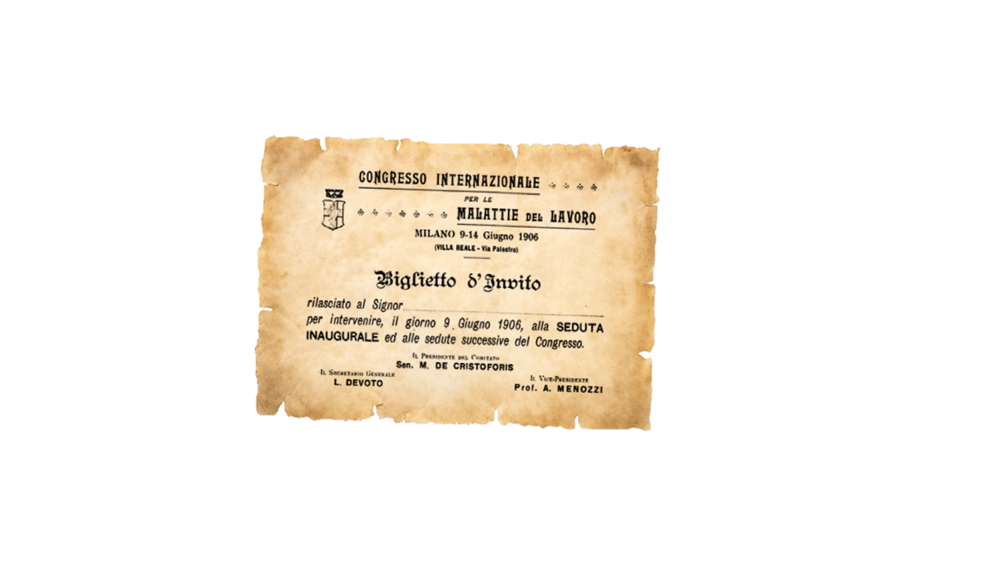 CONGRESSO INTERNAZIONALE
PER LE
MALATTIE DEL LAVORO
MILANO 9-14 Giugno 1906
(VILLA REALE - Via Palestro)
Biglietto d'Invito
rilasciato al Signor
per intervenire, il giorno 9 Giugno 1906, alla SEDUTA
INAUGURALE ed alle sedute successive del Congresso.
IL PRESIDENTE DEL COMITATO
Sen. M. DE CRISTOFORIS
IL SEGRETARIO GENERALE
L. DEVOTO
IL VICE-PRESIDENTE
Prof. A. MENOZZI